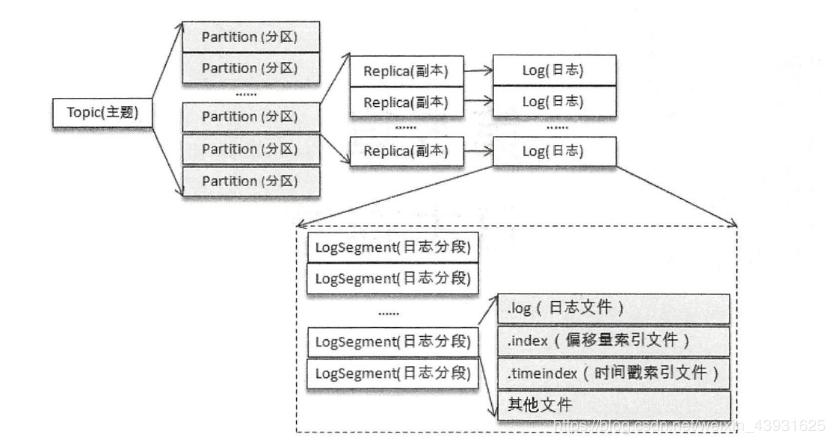 Topic(主题)
Partition (分区)
Partition (分区)
......
Partition (分区)
Partition (分区)
Partition (分区)
Replica(副本)
Replica(副本)
......
Replica(副本)
Log(日志)
Log(日志)
......
Log(日志)
LogSegment(日志分段)
LogSegment(日志分段)
......
LogSegment(日志分段)
LogSegment(日志分段)
.log（日志文件）
.index（偏移量索引文件）
.timeindex（时间戳索引文件）
其他文件
https://blog.csdn.net/weixin_43931625